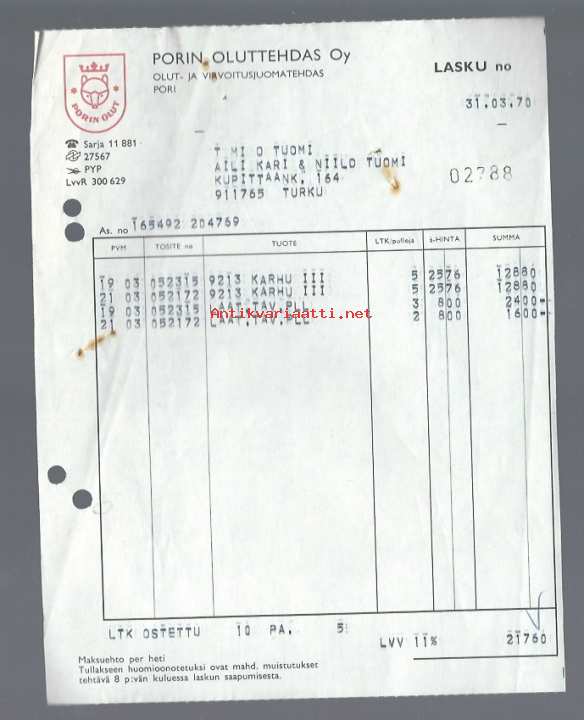 PORIN OLUTTEHDAS Oy
OLUT- JA VIRVOITUSJUOMATEHDAS
PORI
LASKU no
31.03.70
PORIN OLUT
Sarja 11 881
27567
PYP
LvvR 300 629
T MI O TUOMI
AILI KARI & NIILO TUOMI
KUPITTAANK. 164
911765 TURKU
02788
As. no 165492 204769
PVM TOSITE no TUOTE LTK/pulloja à-HINTA SUMMA
19 03 052315 9213 KARHU III 5 2576 12880
21 03 052172 9213 KARHU III 5 2576 12880
19 03 052315 LAAT.TAV.PLL 3 800 2400-
21 03 052172 LAAT.TAV.PLL 2 800 1600-
Antikvariaatti.net
LTK OSTETTU 10 PA. 5
LVV 11% 21760
Maksuehto per heti
Tullakseen huomioonotetuksi ovat mahd. muistutukset
tehtävä 8 p:vän kuluessa laskun saapumisesta.